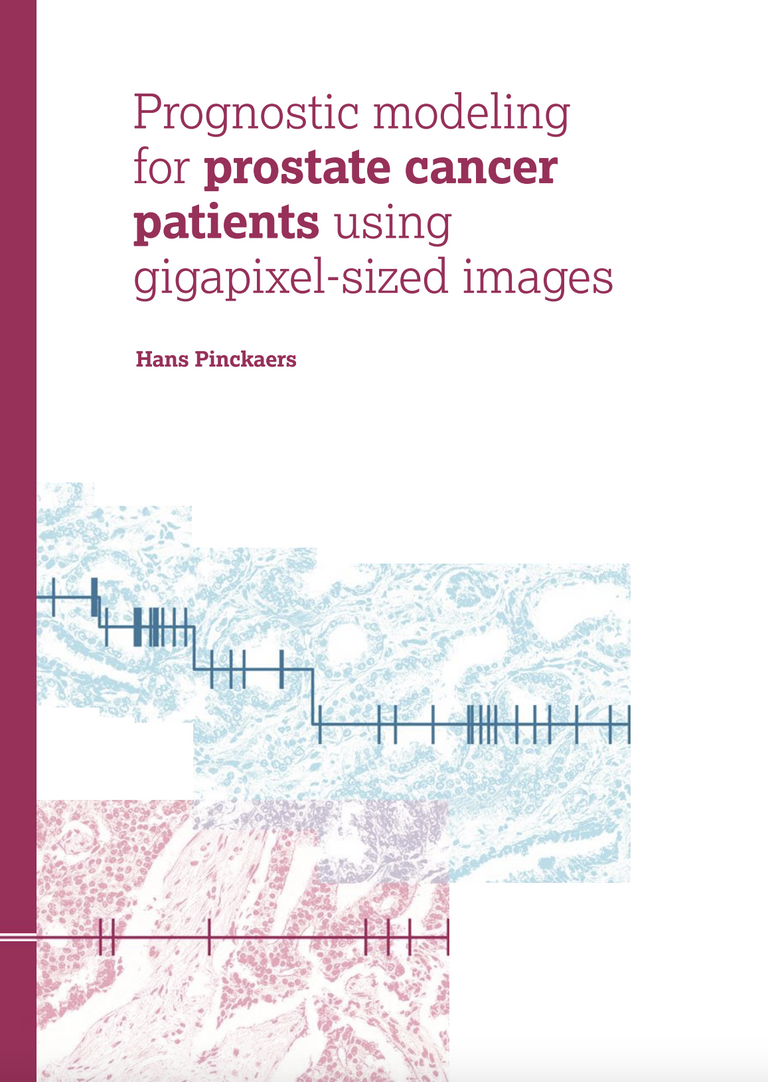 Prognostic modeling
for prostate cancer
patients using
gigapixel-sized images
Hans Pinckaers